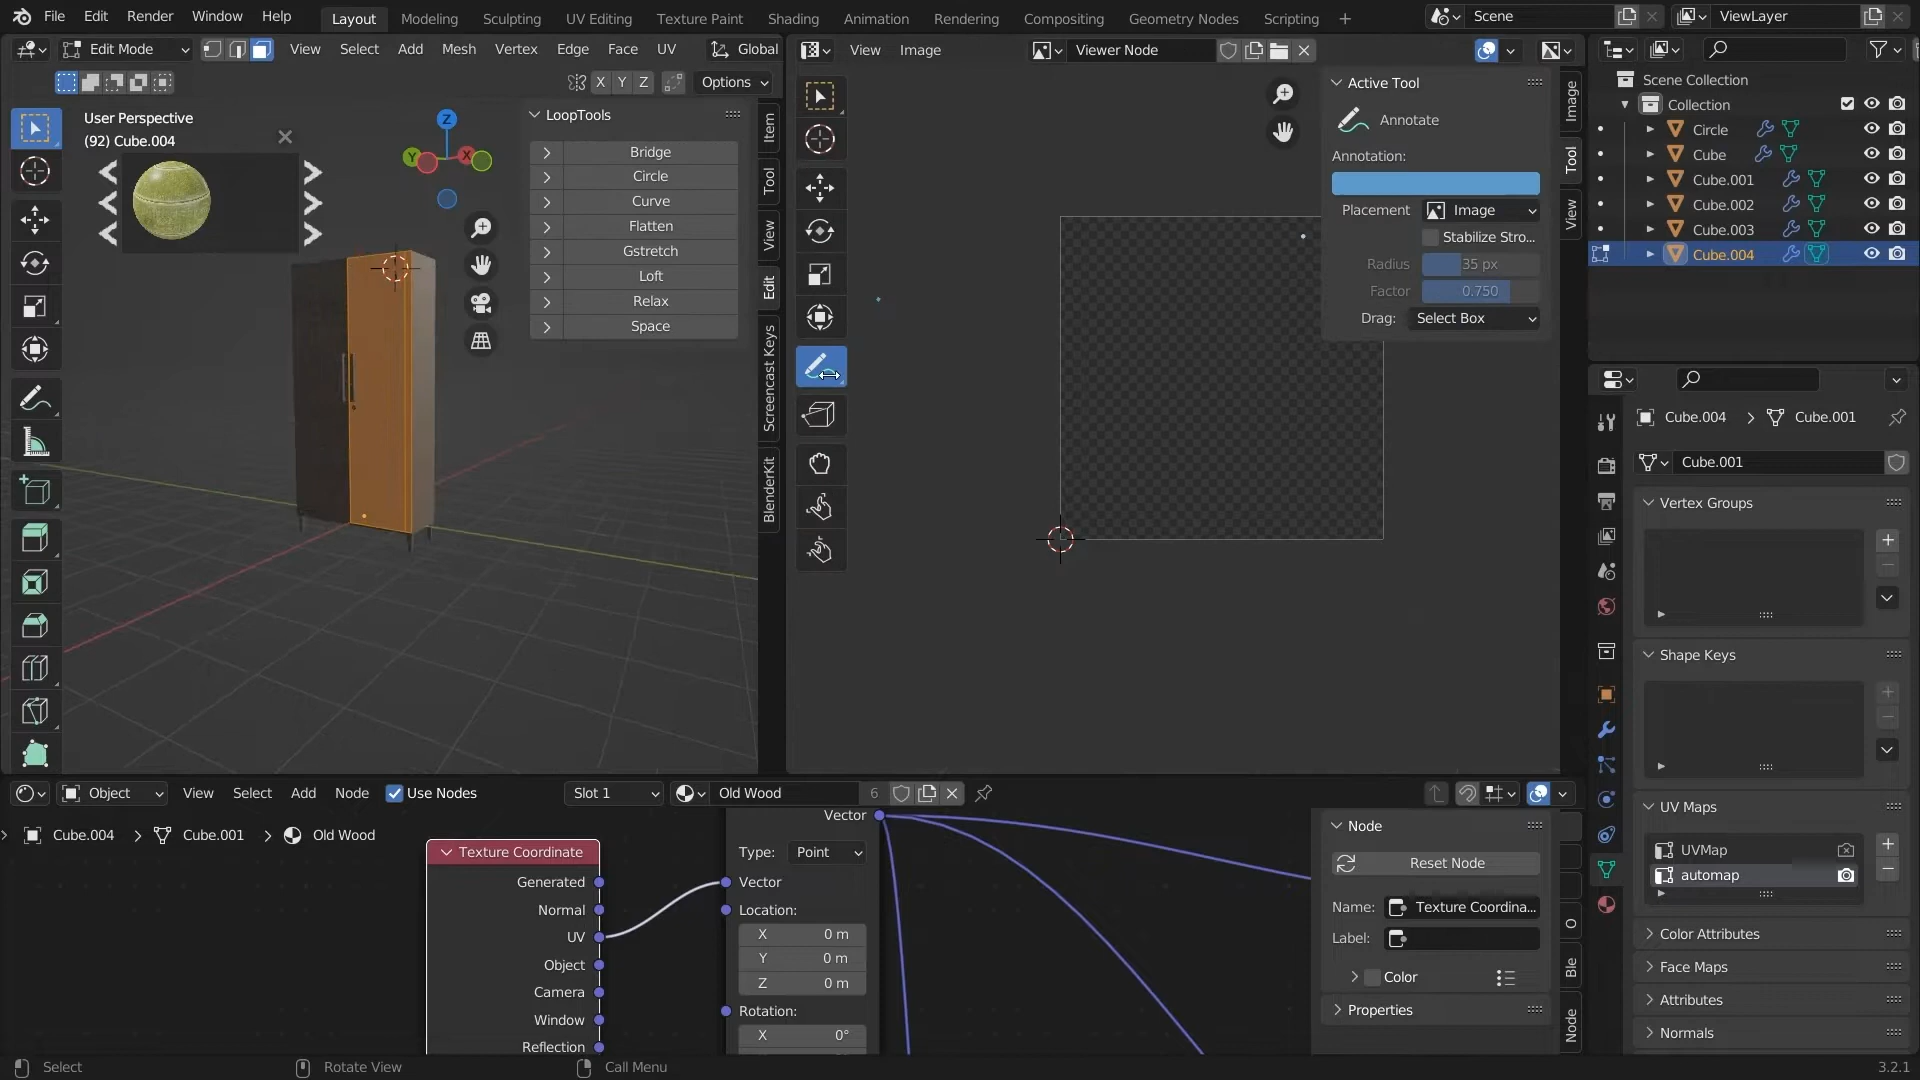 File Edit Render Window Help Layout Modeling Sculpting UV Editing Texture Paint Shading Animation Rendering Compositing Geometry Nodes Scripting + Scene ViewLayer
Edit Mode View Select Add Mesh Vertex Edge Face UV Global
View Image Viewer Node
X Y Z Options
User Perspective
(92) Cube.004
Z
Y
X
LoopTools
Bridge
Circle
Curve
Flatten
Gstretch
Loft
Relax
Space
Item
Tool
View
Edit
Screencast Keys
BlenderKit
Active Tool
Annotate
Annotation:
Placement Image
Stabilize Stro...
Radius 35 px
Factor 0.750
Drag: Select Box
Image
Tool
View
Scene Collection
Collection
Circle
Cube
Cube.001
Cube.002
Cube.003
Cube.004
Cube.004 > Cube.001
Cube.001
Vertex Groups
Shape Keys
UV Maps
UVMap
automap
Color Attributes
Face Maps
Attributes
Normals
Object View Select Add Node Use Nodes Slot 1 Old Wood 6
Cube.004 > Cube.001 > Old Wood
Texture Coordinate
Generated
Normal
UV
Object
Camera
Window
Reflection
Vector
Type: Point
Vector
Location:
X 0 m
Y 0 m
Z 0 m
Rotation:
X 0°
Node
Reset Node
Name: Texture Coordina...
Label:
Color
Properties
O
Ble
Node
Select Rotate View Call Menu 3.2.1